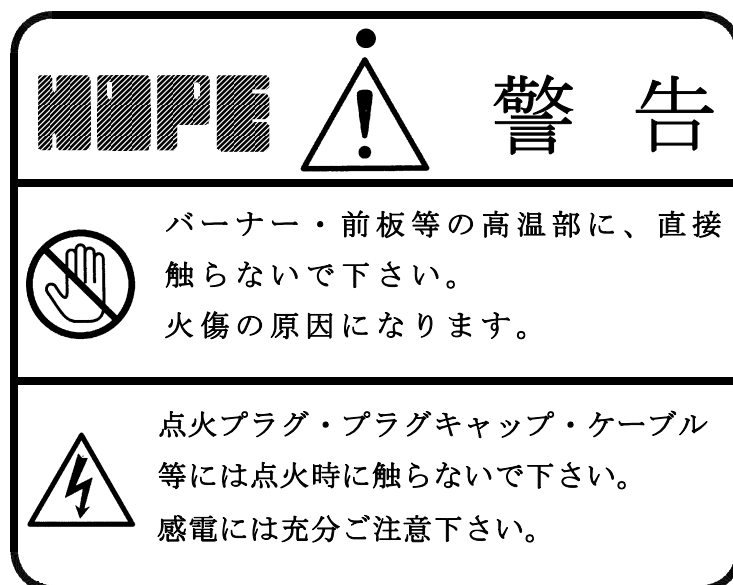 HOPE 警告
バーナー・前板等の高温部に、直接
触らないで下さい。
火傷の原因になります。
点火プラグ・プラグキャップ・ケーブル
等には点火時に触らないで下さい。
感電には充分ご注意下さい。